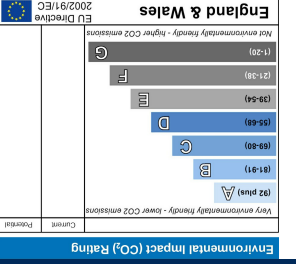 Environmental Impact (CO₂) Rating
Current Potential
Very environmentally friendly - lower CO2 emissions
(92 plus) A
(81-91) B
(69-80) C
(55-68) D
(39-54) E
(21-38) F
(1-20) G
Not environmentally friendly - higher CO2 emissions
England & Wales
EU Directive
2002/91/EC